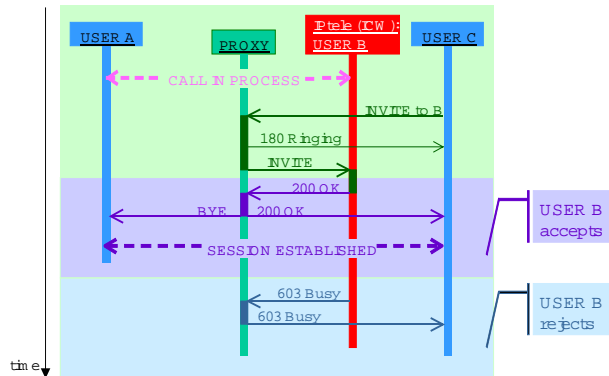 USER A
PROXY
IPtele (ICW):
USER B
USER C
CALL IN PROCESS
INVITE to B
180 Ringing
INVITE
200 OK
BYE
200 OK
SESSION ESTABLISHED
USER B
accepts
603 Busy
603 Busy
USER B
rejects
time